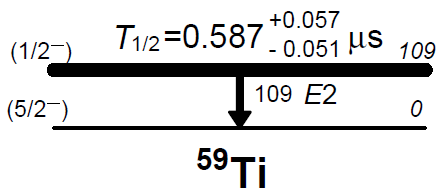 T1/2=0.587 +0.057 - 0.051 μs
(1/2−) 109
109 E2
(5/2−) 0
59Ti